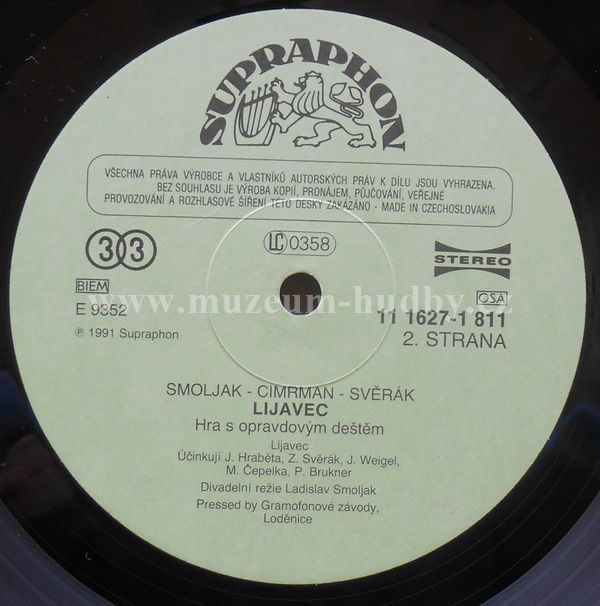 SUPRAPHON
VŠECHNA PRÁVA VÝROBCE A VLASTNÍKŮ AUTORSKÝCH PRÁV K DÍLU JSOU VYHRAZENA.
BEZ SOUHLASU JE VÝROBA KOPIÍ, PRONÁJEM, PŮJČOVÁNÍ, VEŘEJNÉ
PROVOZOVÁNÍ A ROZHLASOVÉ ŠÍŘENÍ TÉTO DESKY ZAKÁZÁNO - MADE IN CZECHOSLOVAKIA
33
LC 0358
STEREO
BIEM
OSA
www.muzeum-hudby.cz
E 9352
11 1627-1 811
℗ 1991 Supraphon
2. STRANA
SMOLJAK - CIMRMAN - SVĚRÁK
LIJAVEC
Hra s opravdovým deštěm
Lijavec
Účinkují J. Hraběta, Z. Svěrák, J. Weigel,
M. Čepelka, P. Brukner
Divadelní režie Ladislav Smoljak
Pressed by Gramofonové závody,
Loděnice